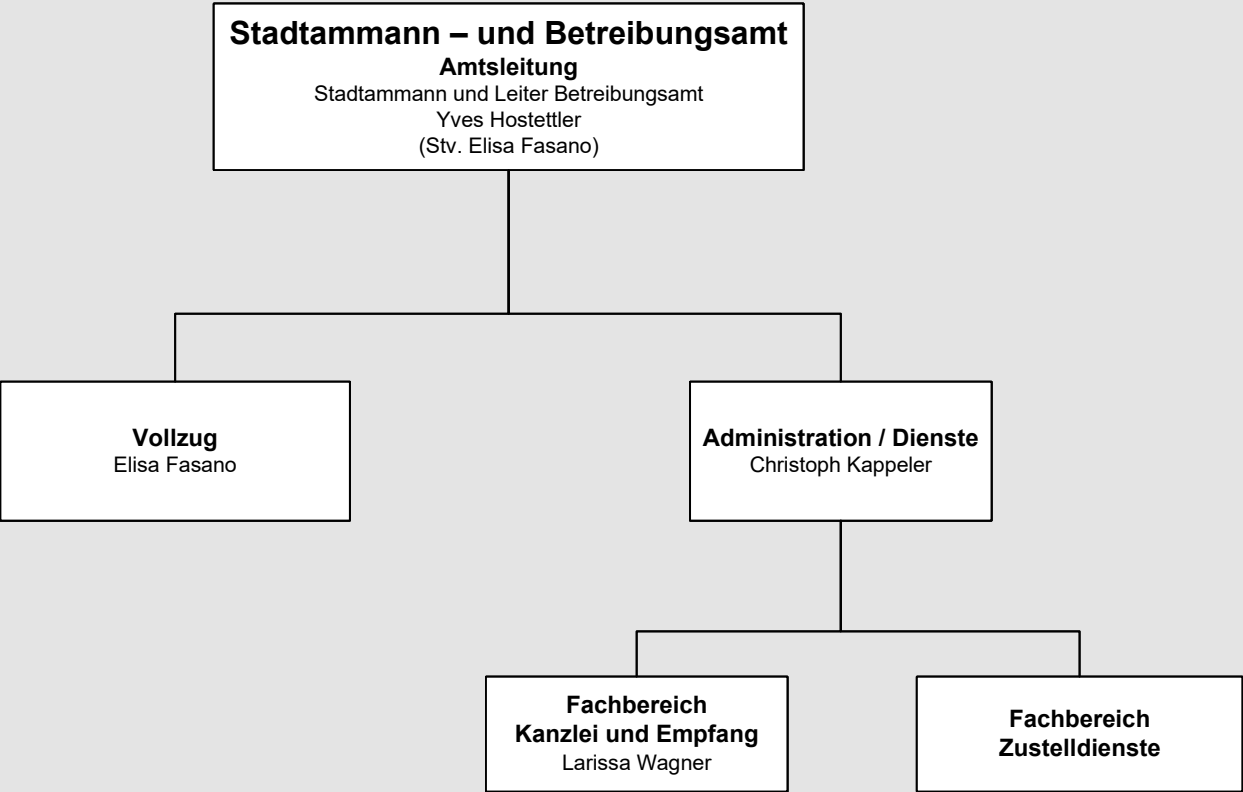 Stadtammann – und Betreibungsamt
Amtsleitung
Stadtammann und Leiter Betreibungsamt
Yves Hostettler
(Stv. Elisa Fasano)
Vollzug
Elisa Fasano
Administration / Dienste
Christoph Kappeler
Fachbereich
Kanzlei und Empfang
Larissa Wagner
Fachbereich
Zustelldienste